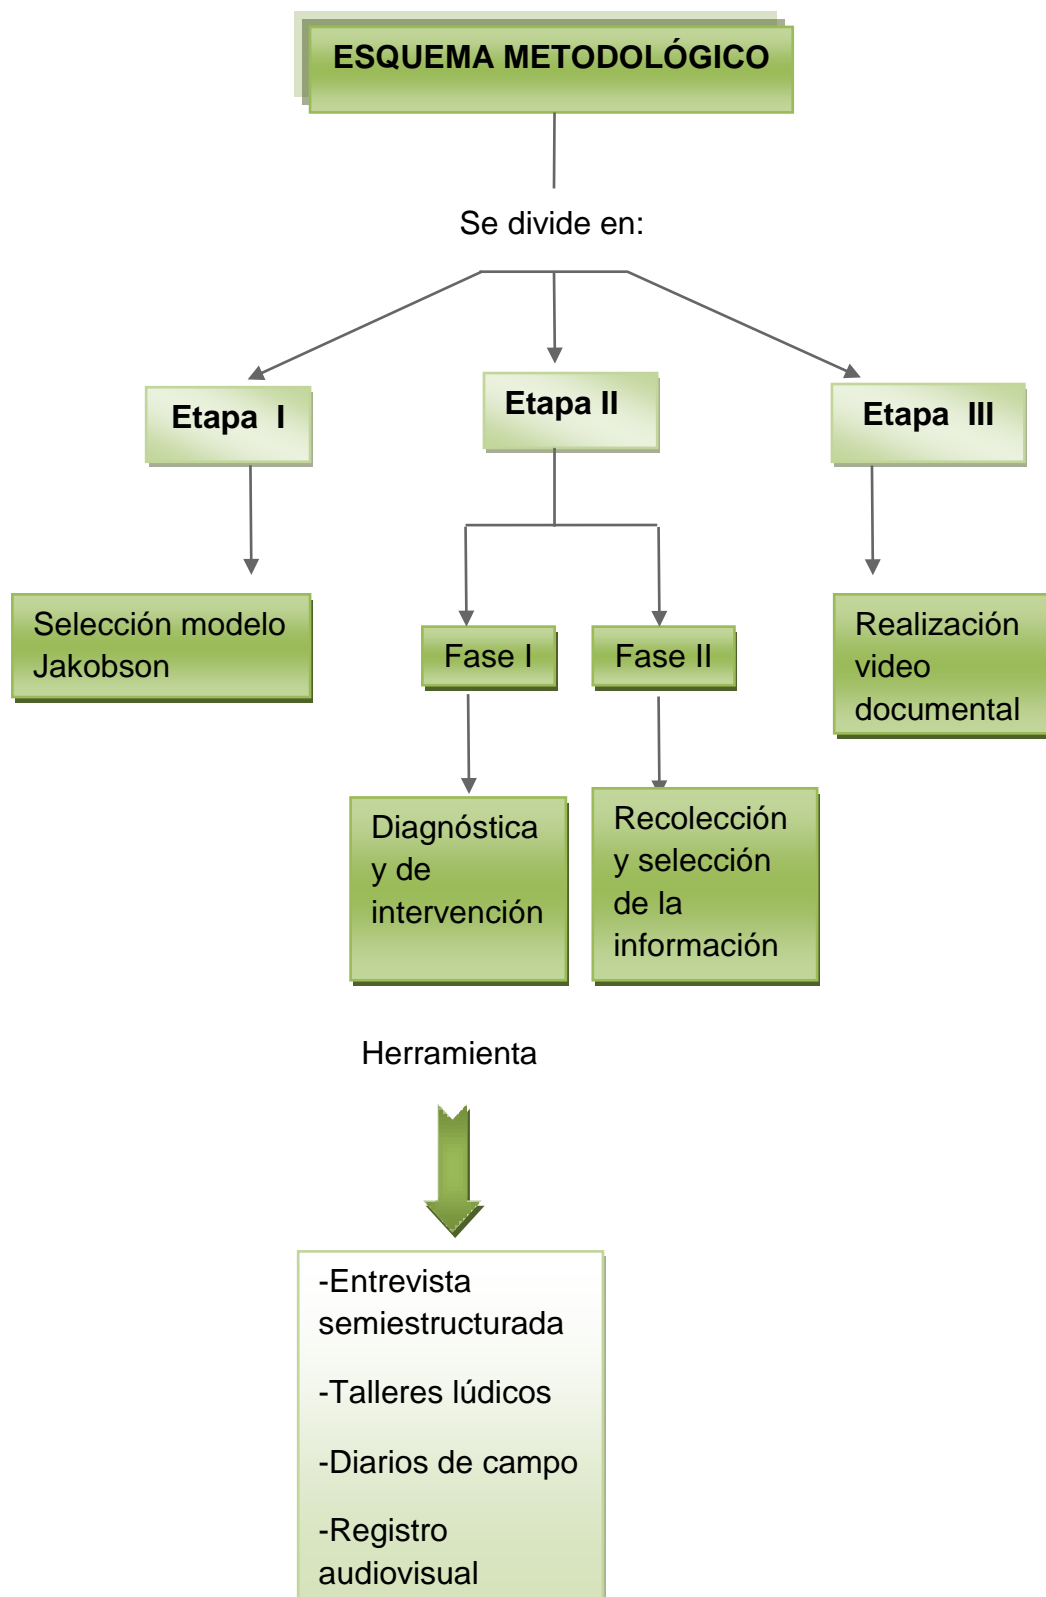 ESQUEMA METODOLÓGICO
Se divide en:
Etapa I
Etapa II
Etapa III
Selección modelo
Jakobson
Fase I
Fase II
Realización
video
documental
Diagnóstica
y de
intervención
Recolección
y selección
de la
información
Herramienta
-Entrevista
semiestructurada
-Talleres lúdicos
-Diarios de campo
-Registro
audiovisual